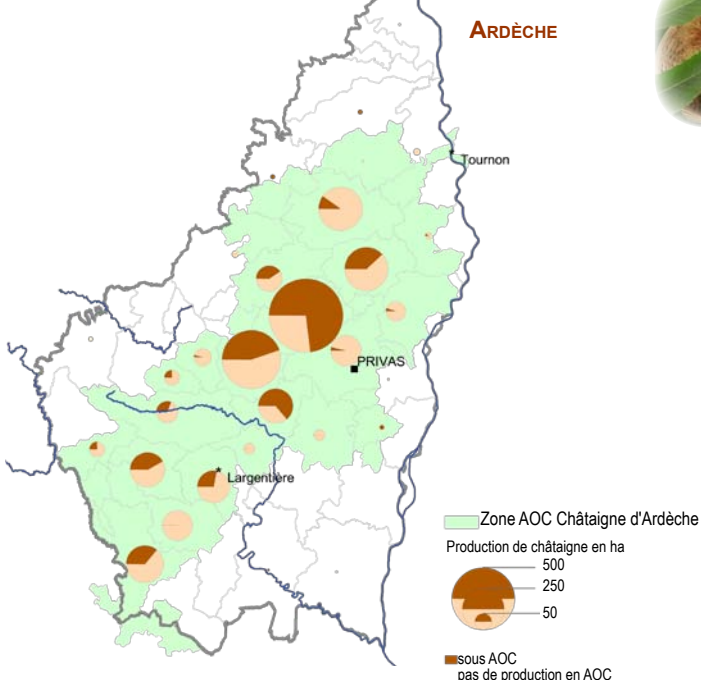 ARDÈCHE
Tournon
PRIVAS
Largentière
Zone AOC Châtaigne d'Ardèche
Production de châtaigne en ha
500
250
50
sous AOC
pas de production en AOC